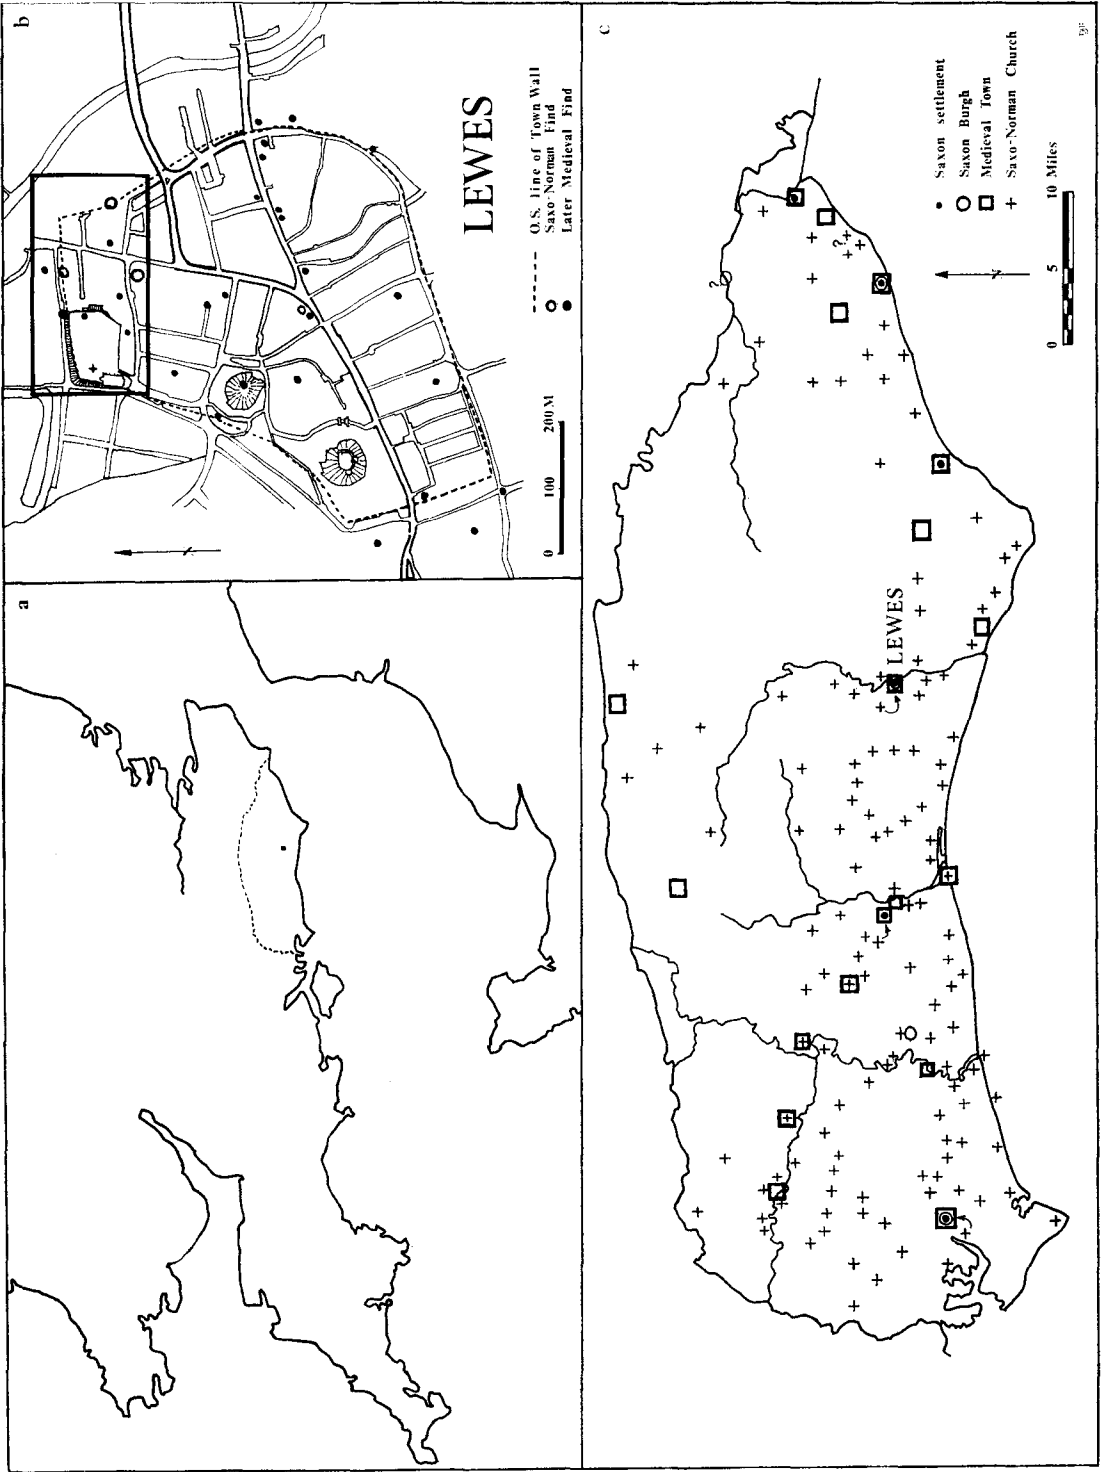 a
b
LEWES
O.S. line of Town Wall
Saxo-Norman Find
Later Medieval Find
0 100 200 M
c
LEWES
Saxon settlement
Saxon Burgh
Medieval Town
Saxo-Norman Church
N
0 5 10 Miles
?
?